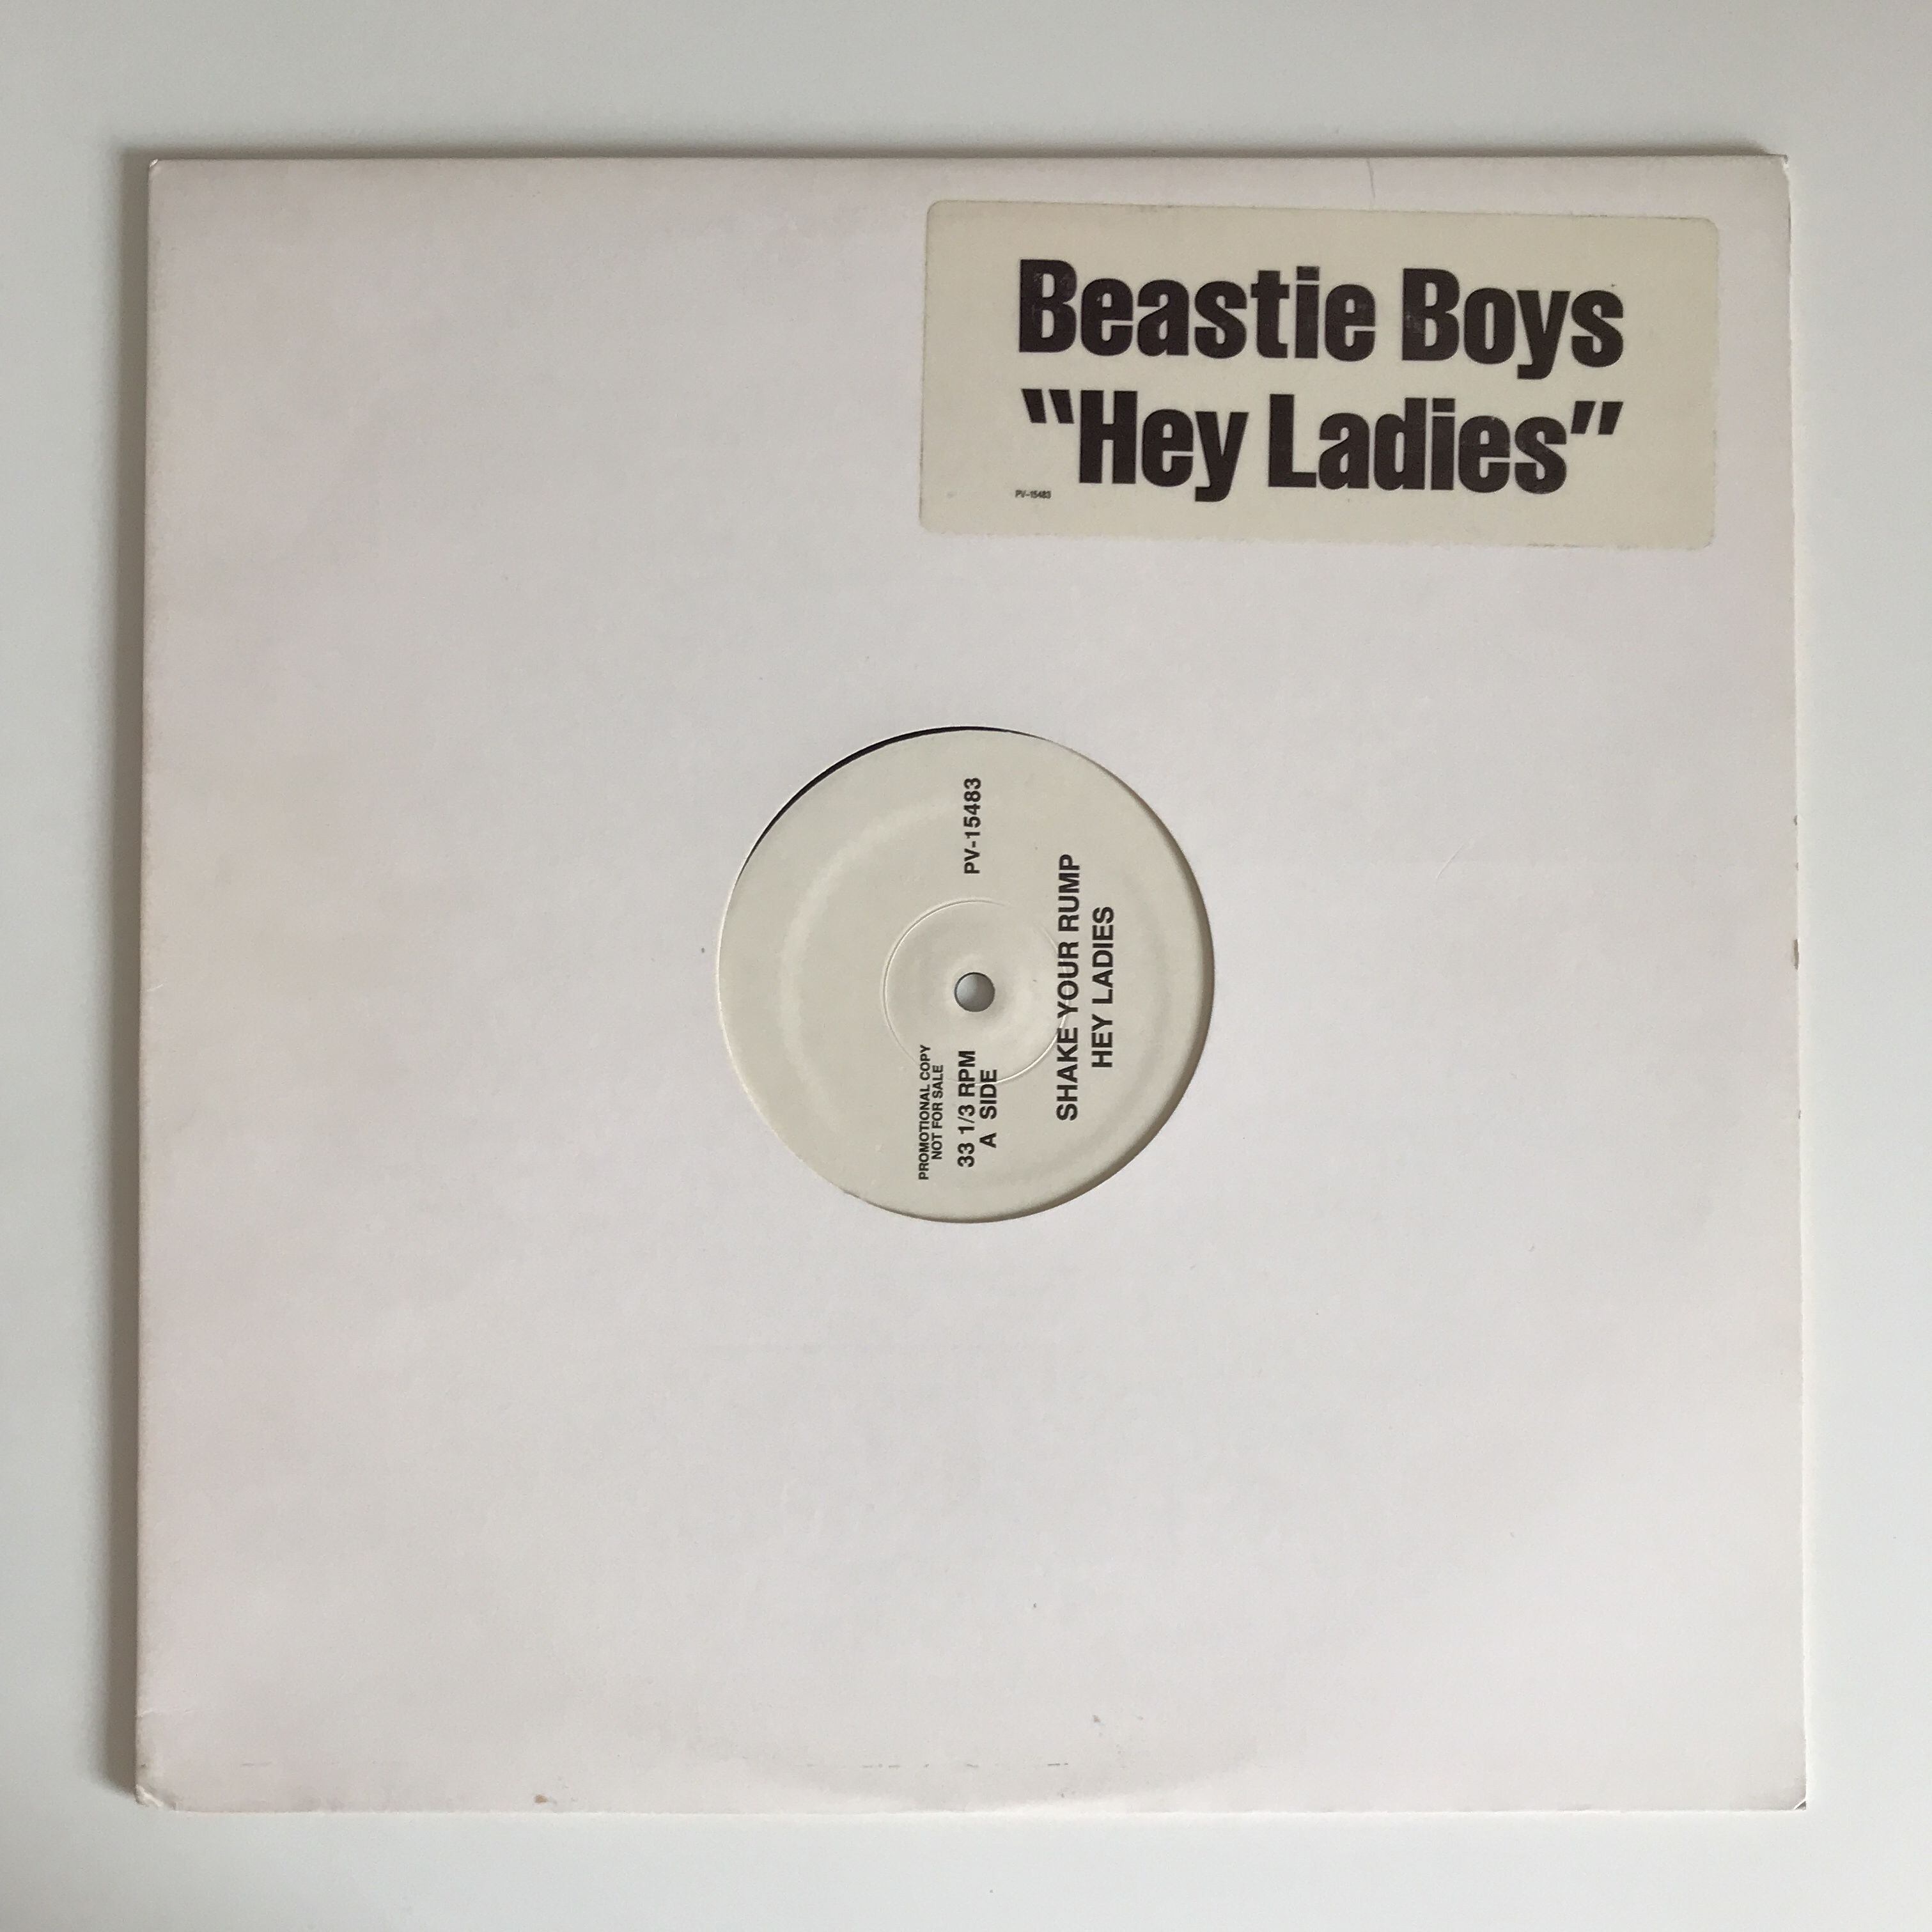 Beastie Boys
“Hey Ladies”
PV-15483
PROMOTIONAL COPY
NOT FOR SALE
33 1/3 RPM
A SIDE
PV-15483
SHAKE YOUR RUMP
HEY LADIES